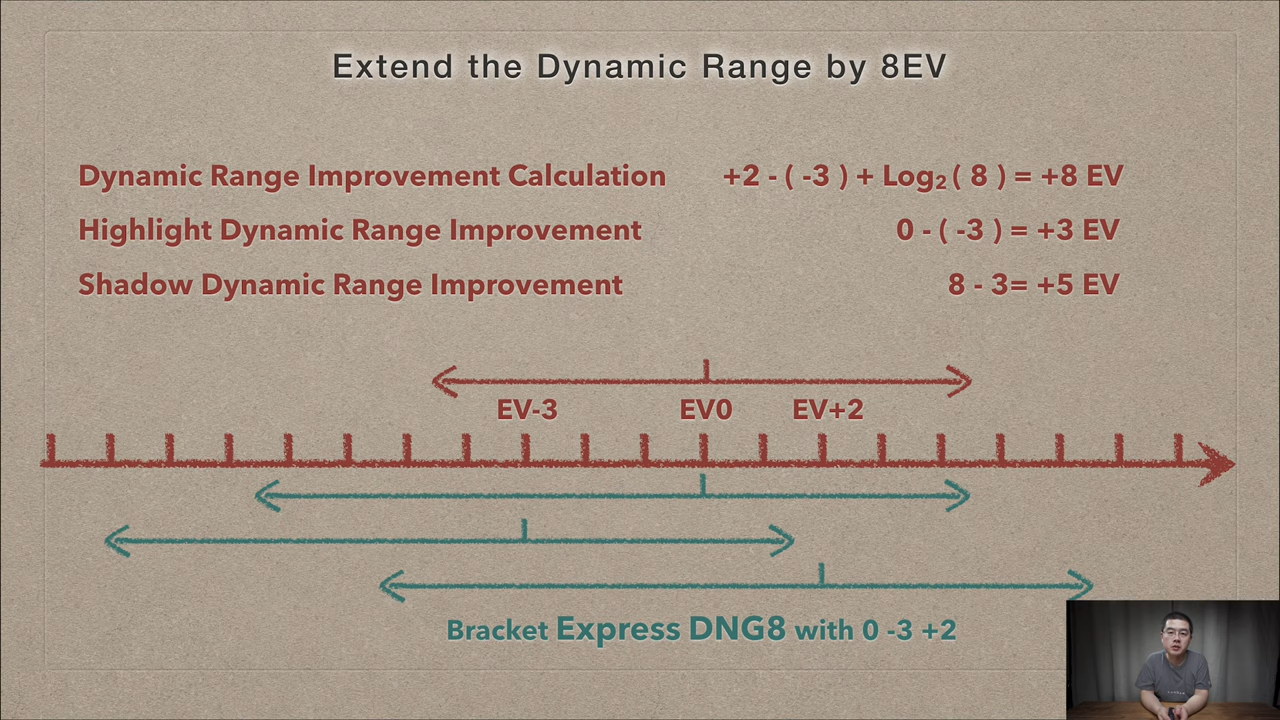 Extend the Dynamic Range by 8EV
Dynamic Range Improvement Calculation +2 - ( -3 ) + Log₂ ( 8 ) = +8 EV
Highlight Dynamic Range Improvement 0 - ( -3 ) = +3 EV
Shadow Dynamic Range Improvement 8 - 3= +5 EV
EV-3 EV0 EV+2
Bracket Express DNG8 with 0 -3 +2